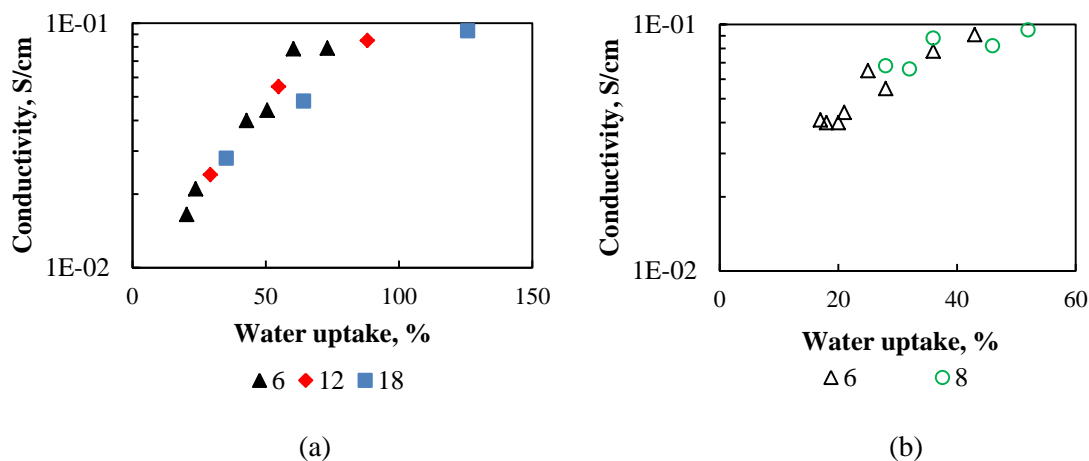 1E-01
1E-02
0 50 100 150
Conductivity, S/cm
Water uptake, %
6 12 18
(a)
1E-01
1E-02
0 20 40 60
Conductivity, S/cm
Water uptake, %
6 8
(b)